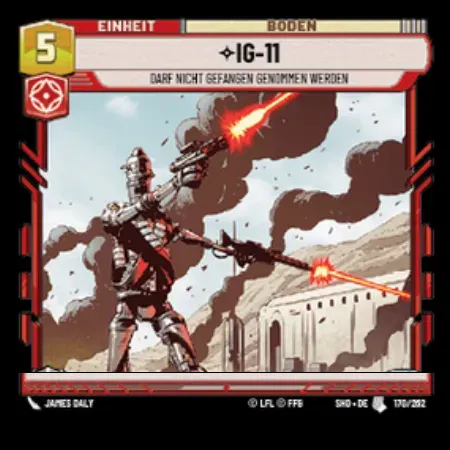 EINHEIT
BODEN
5
IG-11
DARF NICHT GEFANGEN GENOMMEN WERDEN
JAMES DALY
© LFL ℗ FFG
SHD • DE
170/262